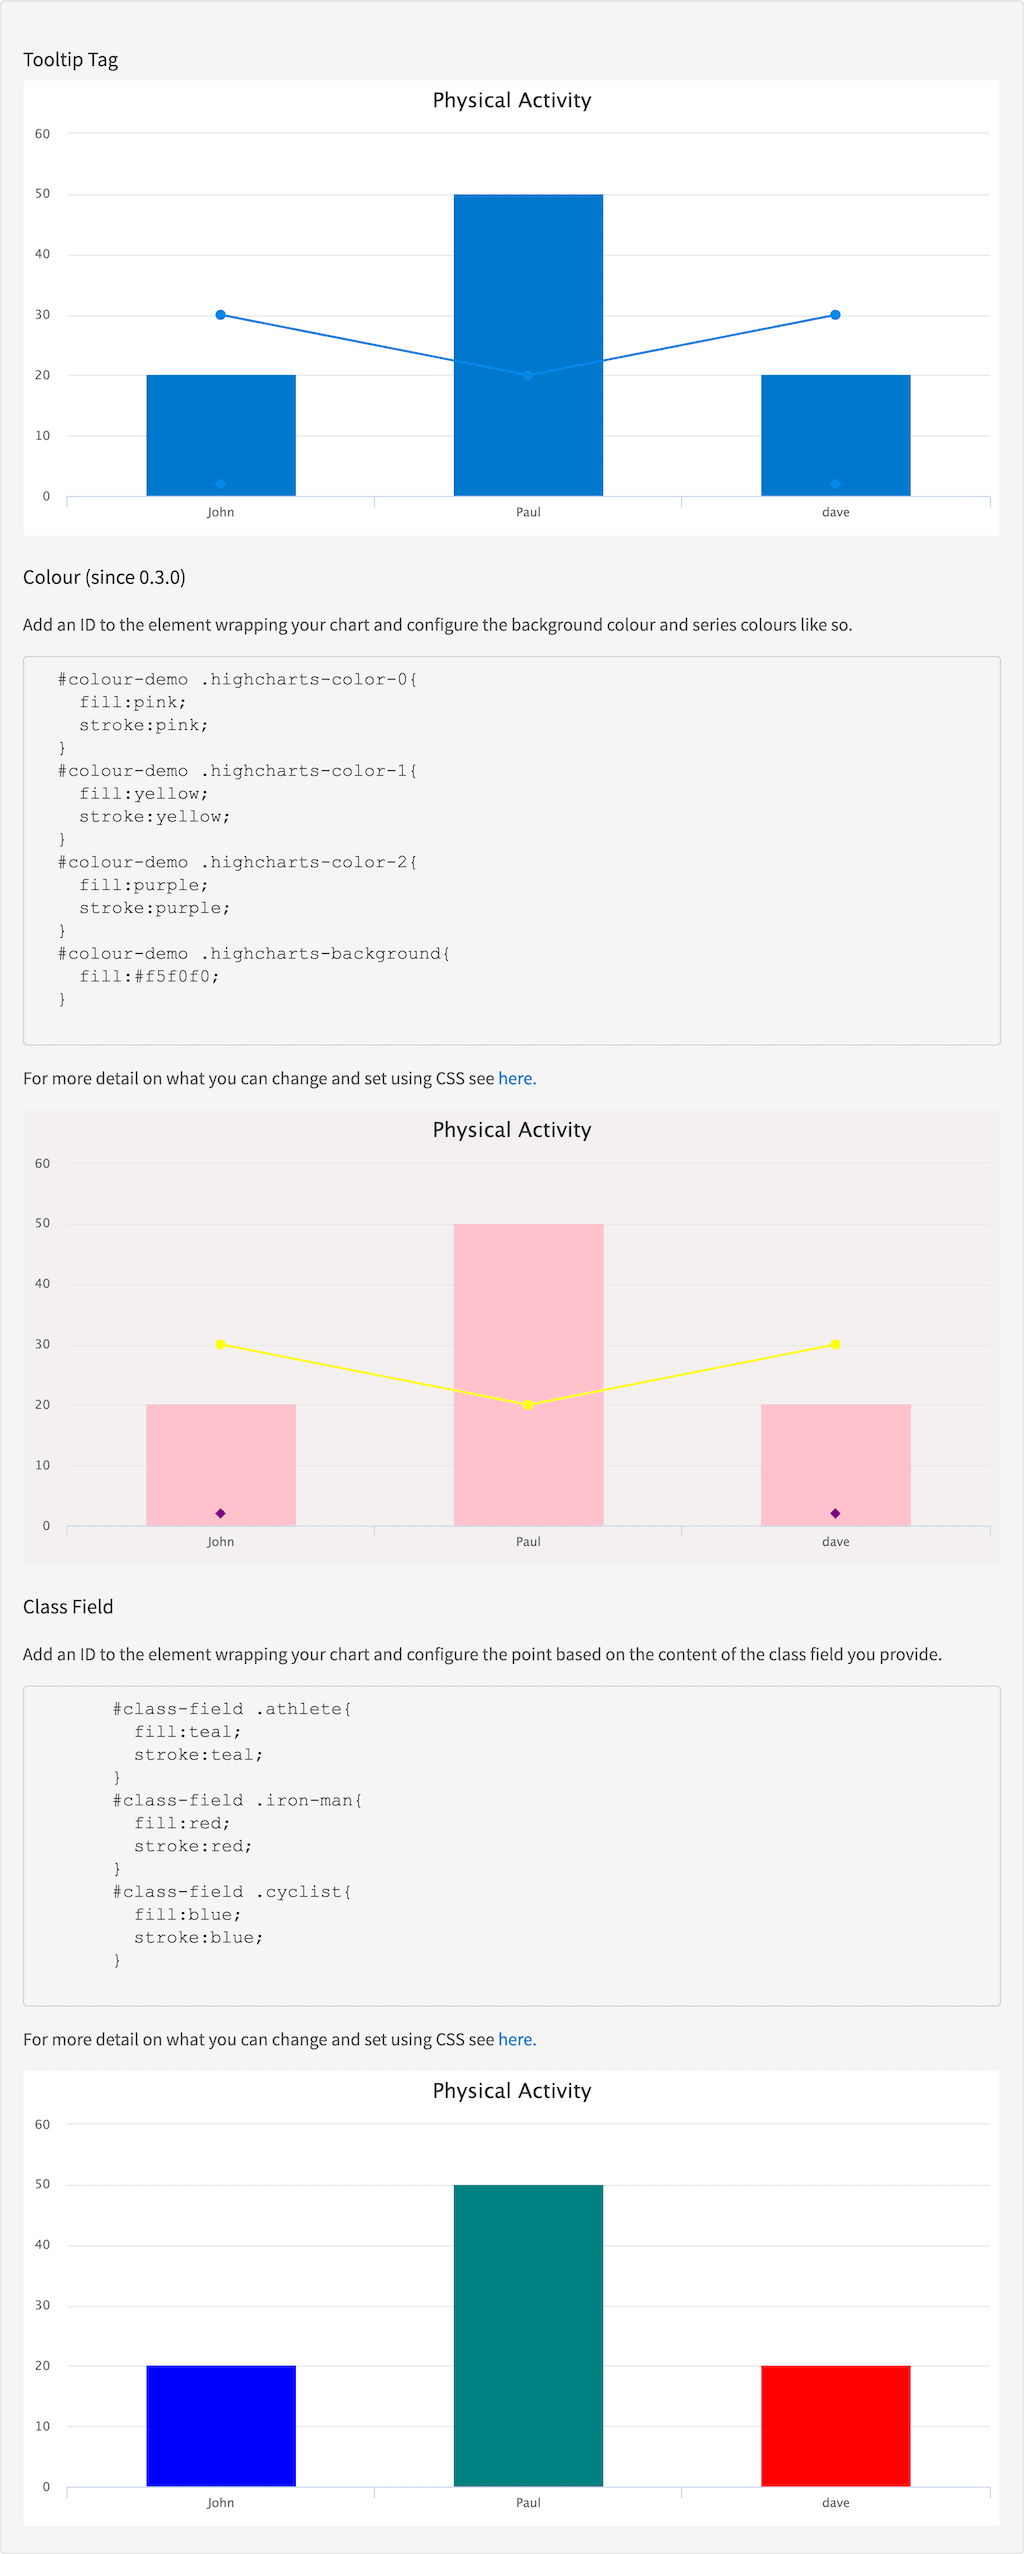 Tooltip Tag
Physical Activity
60
50
40
30
20
10
0
John Paul dave
Colour (since 0.3.0)
Add an ID to the element wrapping your chart and configure the background colour and series colours like so.
#colour-demo .highcharts-color-0{
fill:pink;
stroke:pink;
}
#colour-demo .highcharts-color-1{
fill:yellow;
stroke:yellow;
}
#colour-demo .highcharts-color-2{
fill:purple;
stroke:purple;
}
#colour-demo .highcharts-background{
fill:#f5f0f0;
}
For more detail on what you can change and set using CSS see here.
Physical Activity
60
50
40
30
20
10
0
John Paul dave
Class Field
Add an ID to the element wrapping your chart and configure the point based on the content of the class field you provide.
#class-field .athlete{
fill:teal;
stroke:teal;
}
#class-field .iron-man{
fill:red;
stroke:red;
}
#class-field .cyclist{
fill:blue;
stroke:blue;
}
For more detail on what you can change and set using CSS see here.
Physical Activity
60
50
40
30
20
10
0
John Paul dave